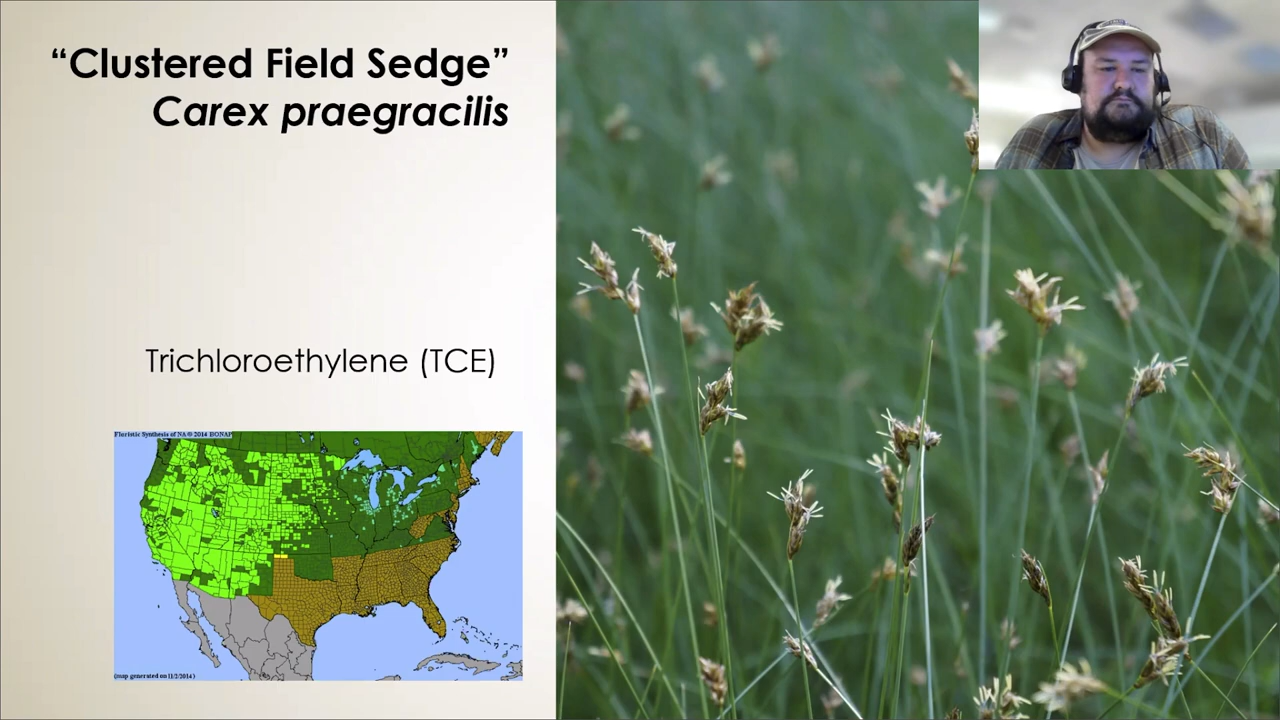 “Clustered Field Sedge”
Carex praegracilis
Trichloroethylene (TCE)
Floristic Synthesis of NA © 2014 BONAP
(map generated on 11/2/2014)